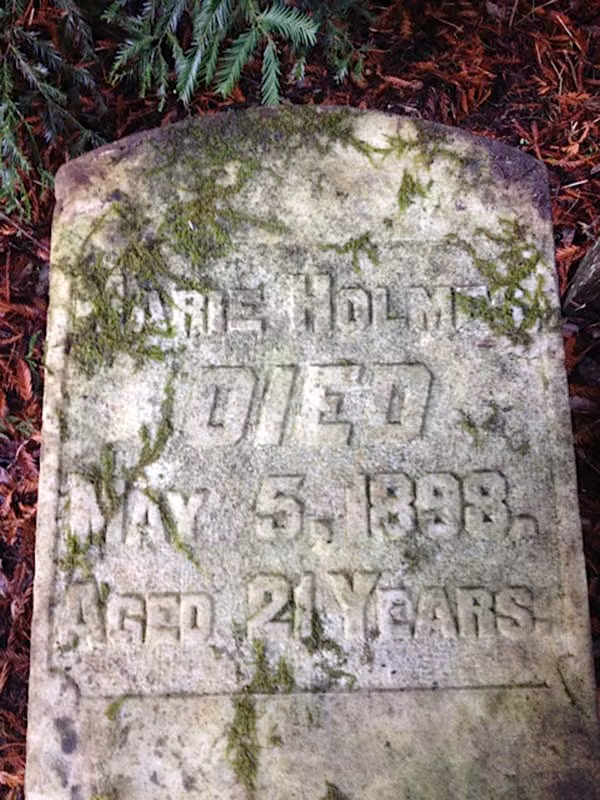 MARIE HOLMES
DIED
MAY 5, 1898.
AGED 21 YEARS.